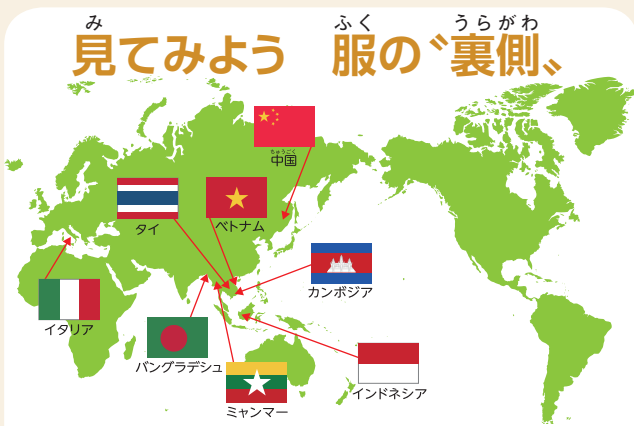 み ふく うらがわ
見てみよう 服の〝裏側〟
ちゅうごく
中国
タイ
ベトナム
カンボジア
イタリア
バングラデシュ
ミャンマー
インドネシア